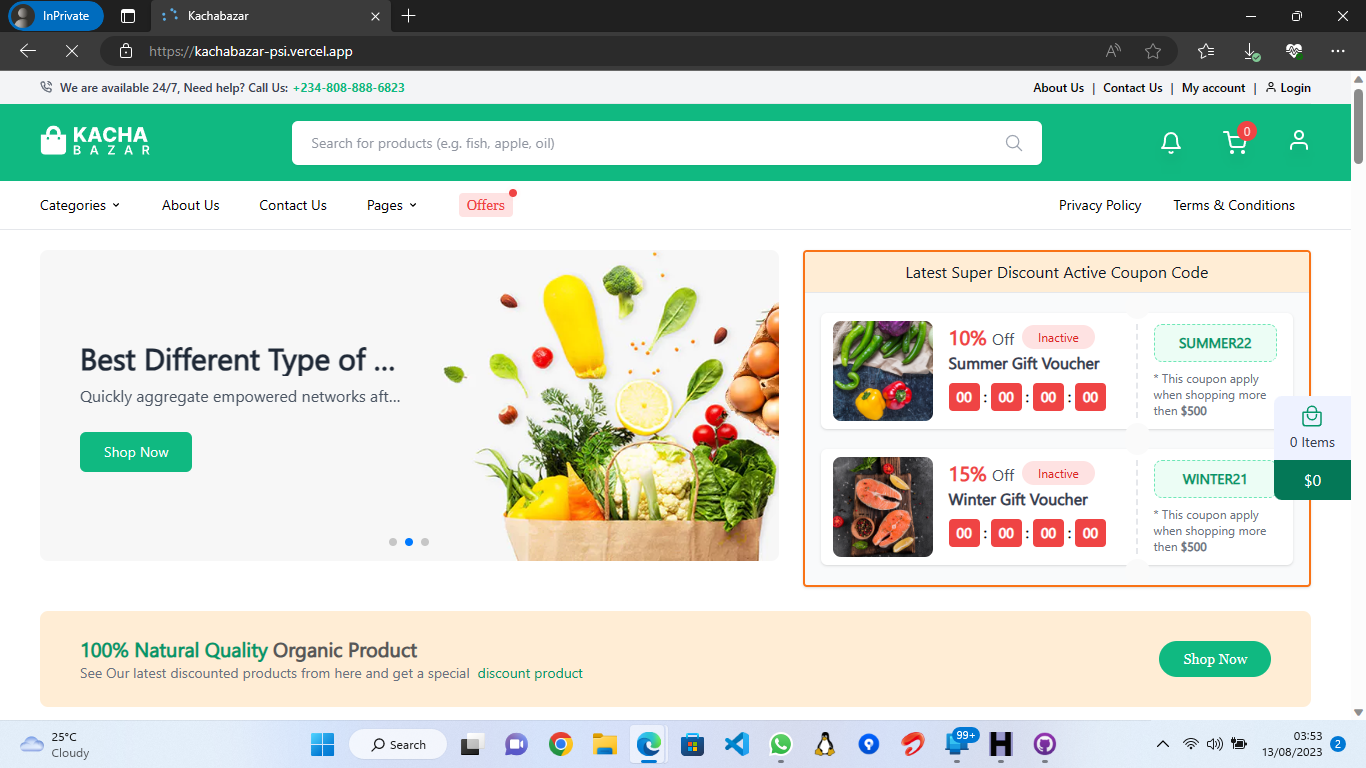 InPrivate
Kachabazar
https://kachabazar-psi.vercel.app
We are available 24/7, Need help? Call Us: +234-808-888-6823
About Us | Contact Us | My account | Login
KACHA
BAZAR
Search for products (e.g. fish, apple, oil)
0
Categories
About Us
Contact Us
Pages
Offers
Privacy Policy
Terms & Conditions
Best Different Type of ...
Quickly aggregate empowered networks aft...
Shop Now
Latest Super Discount Active Coupon Code
10% Off Inactive
Summer Gift Voucher
00 : 00 : 00 : 00
SUMMER22
* This coupon apply
when shopping more
then $500
15% Off Inactive
Winter Gift Voucher
00 : 00 : 00 : 00
WINTER21
* This coupon apply
when shopping more
then $500
0 Items
$0
100% Natural Quality Organic Product
See Our latest discounted products from here and get a special discount product
Shop Now
25°C
Cloudy
Search
99+
03:53
13/08/2023
2